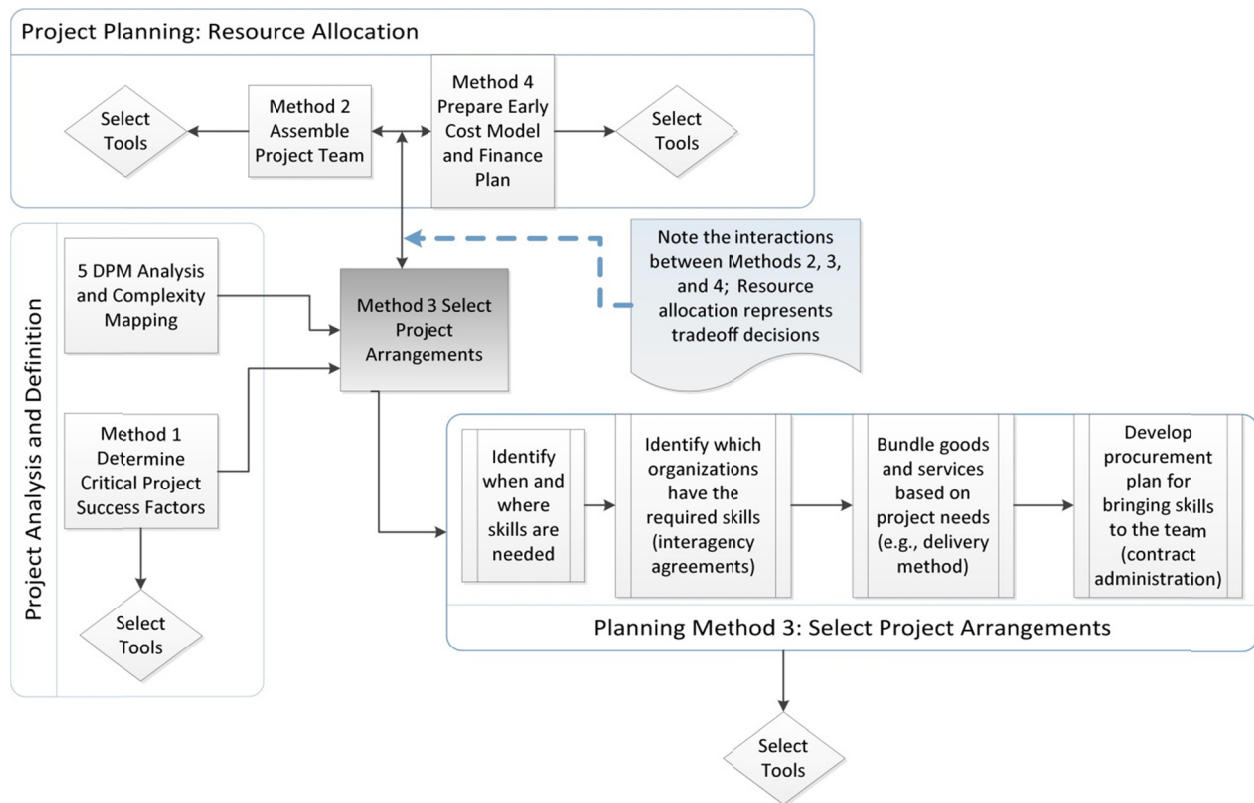 Project Planning: Resource Allocation
Select
Tools
Method 2
Assemble
Project Team
Method 4
Prepare Early
Cost Model
and Finance
Plan
Select
Tools
Project Analysis and Definition
5 DPM Analysis
and Complexity
Mapping
Method 1
Determine
Critical Project
Success Factors
Select
Tools
Method 3 Select
Project
Arrangements
Note the interactions
between Methods 2, 3,
and 4; Resource
allocation represents
tradeoff decisions
Identify
when and
where
skills are
needed
Identify which
organizations
have the
required skills
(interagency
agreements)
Bundle goods
and services
based on
project needs
(e.g., delivery
method)
Develop
procurement
plan for
bringing skills
to the team
(contract
administration)
Planning Method 3: Select Project Arrangements
Select
Tools